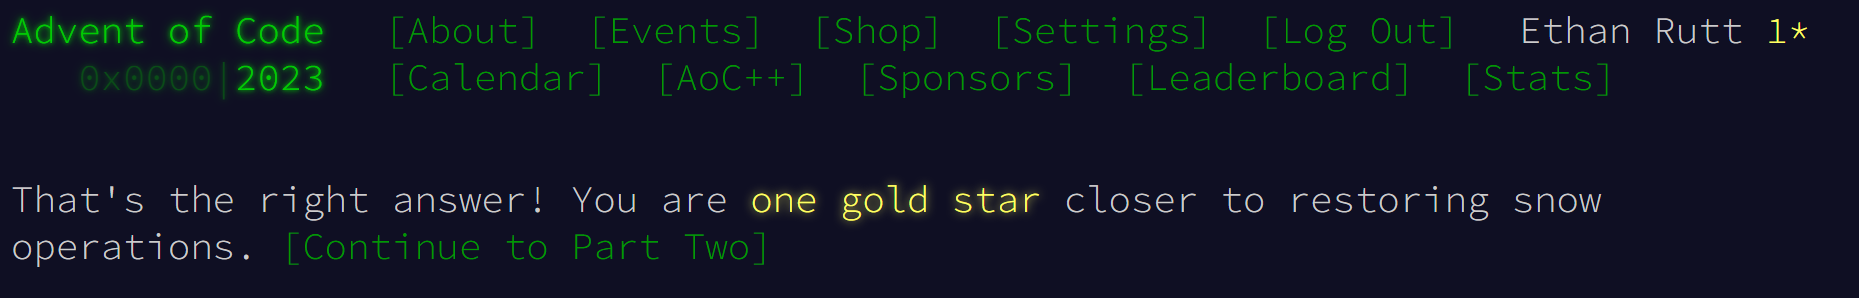 Advent of Code [About] [Events] [Shop] [Settings] [Log Out] Ethan Rutt 1*
0x0000|2023 [Calendar] [AoC++] [Sponsors] [Leaderboard] [Stats]
That's the right answer! You are one gold star closer to restoring snow
operations. [Continue to Part Two]